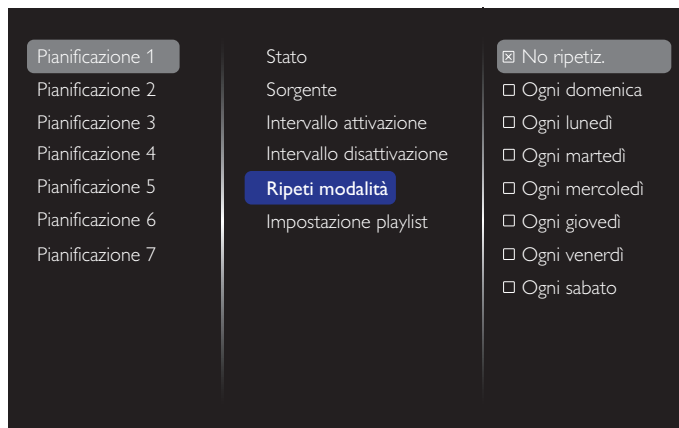 Pianificazione 1
Pianificazione 2
Pianificazione 3
Pianificazione 4
Pianificazione 5
Pianificazione 6
Pianificazione 7
Stato
Sorgente
Intervallo attivazione
Intervallo disattivazione
Ripeti modalità
Impostazione playlist
No ripetiz.
Ogni domenica
Ogni lunedì
Ogni martedì
Ogni mercoledì
Ogni giovedì
Ogni venerdì
Ogni sabato